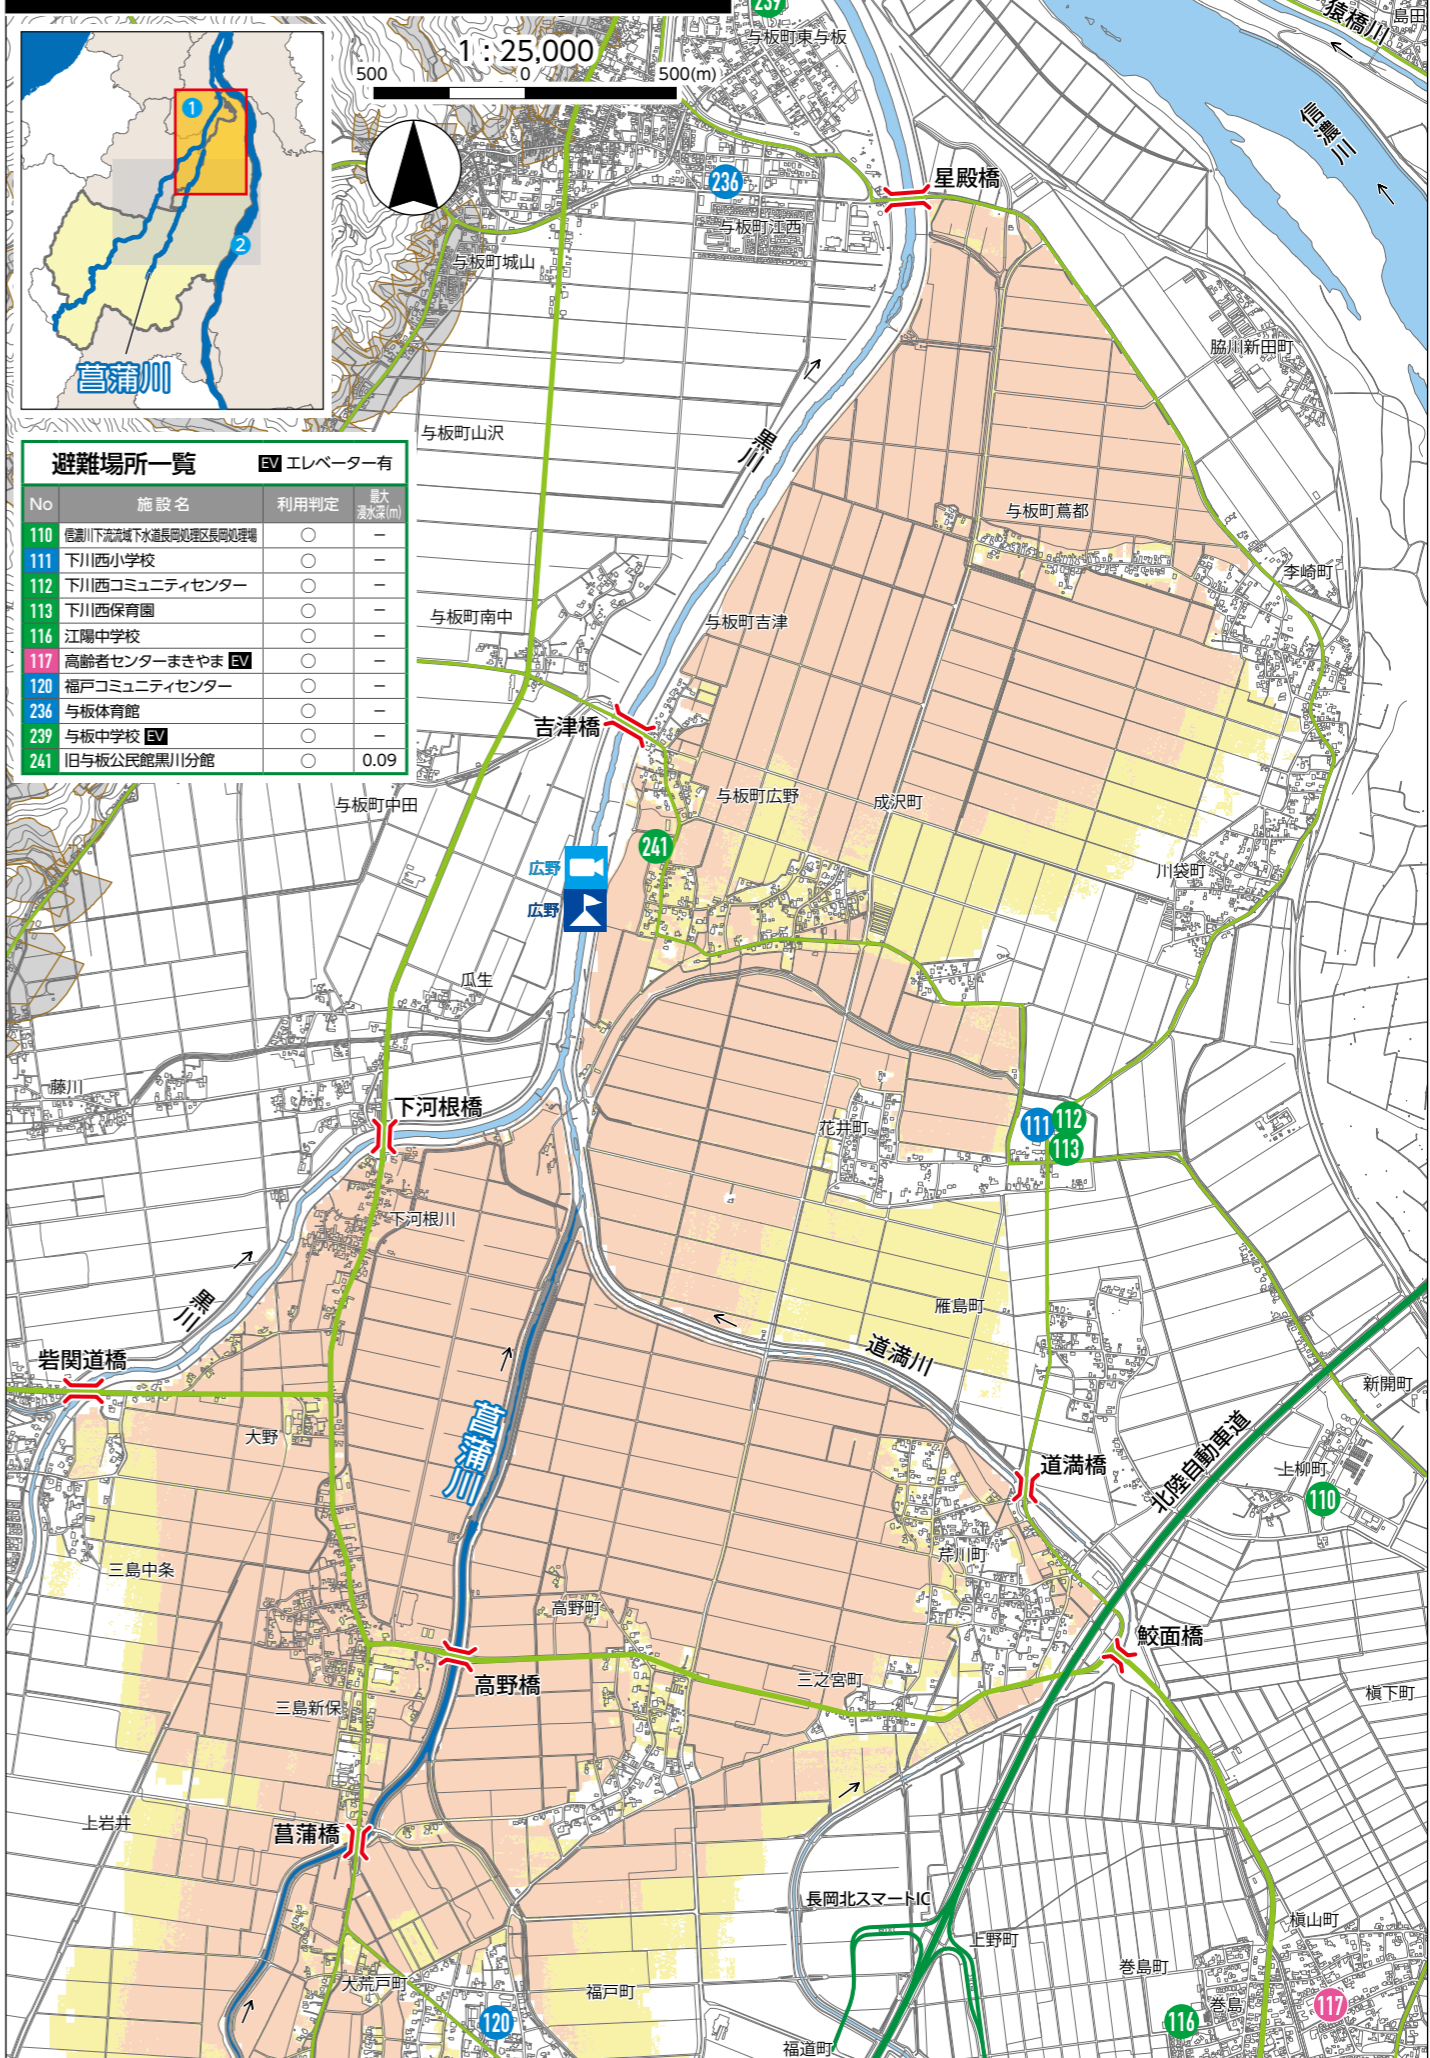 239
与板町東与板
猿橋川
島田
1:25,000
500
0
500(m)
信濃川
1
2
菖蒲川
236
星殿橋
与板町江西
与板町城山
脇川新田町
与板町山沢
黒川
避難場所一覧
EV エレベーター有
No 施設名 利用判定 最大浸水深(m)
110 信濃川下流流域下水道長岡処理区長岡処理場 ○ −
111 下川西小学校 ○ −
112 下川西コミュニティセンター ○ −
113 下川西保育園 ○ −
116 江陽中学校 ○ −
117 高齢者センターまきやま EV ○ −
120 福戸コミュニティセンター ○ −
236 与板体育館 ○ −
239 与板中学校 EV ○ −
241 旧与板公民館黒川分館 ○ 0.09
与板町蔦都
李崎町
与板町南中
与板町吉津
吉津橋
与板町中田
与板町広野
成沢町
241
広野
広野
川袋町
瓜生
藤川
下河根橋
花井町
111
112
113
下河根川
黒川
雁島町
道満川
砦関道橋
新開町
大野
菖蒲川
道満橋
北陸自動車道
上柳町
110
芹川町
三島中条
高野町
鮫面橋
高野橋
三之宮町
三島新保
槇下町
上岩井
菖蒲橋
長岡北スマートIC
上野町
槇山町
巻島町
大荒戸町
福戸町
巻島
117
120
116
福道町